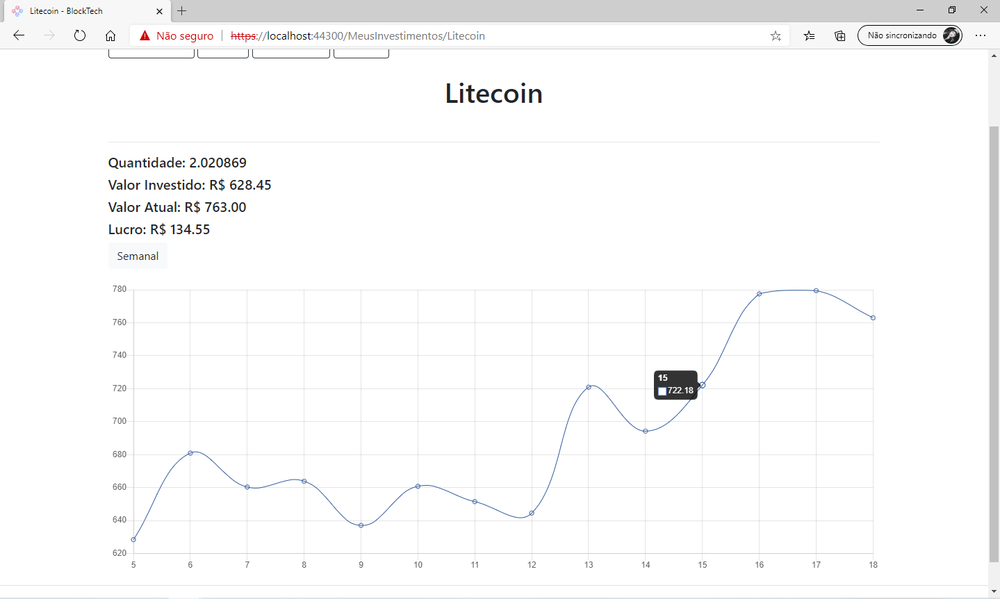 Litecoin - BlockTech
Não seguro
https://localhost:44300/MeusInvestimentos/Litecoin
Não sincronizando
Litecoin
Quantidade: 2.020869
Valor Investido: R$ 628.45
Valor Atual: R$ 763.00
Lucro: R$ 134.55
Semanal
780
760
740
720
700
680
660
640
620
15
722.18
5 6 7 8 9 10 11 12 13 14 15 16 17 18